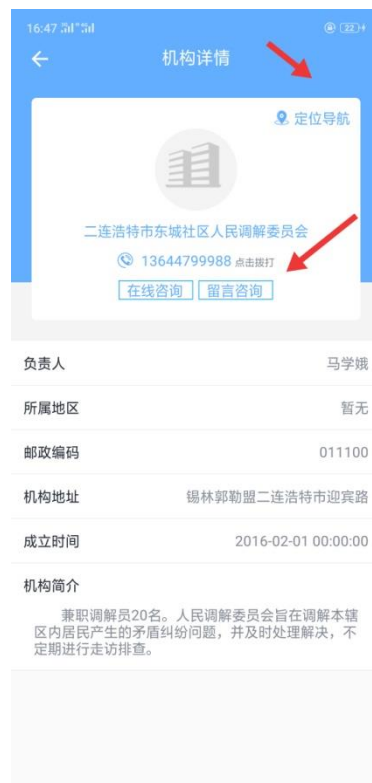 16:47
22
机构详情
定位导航
二连浩特市东城社区人民调解委员会
13644799988 点击拨打
在线咨询 留言咨询
负责人 马学娥
所属地区 暂无
邮政编码 011100
机构地址 锡林郭勒盟二连浩特市迎宾路
成立时间 2016-02-01 00:00:00
机构简介
兼职调解员20名。人民调解委员会旨在调解本辖
区内居民产生的矛盾纠纷问题，并及时处理解决，不
定期进行走访排查。